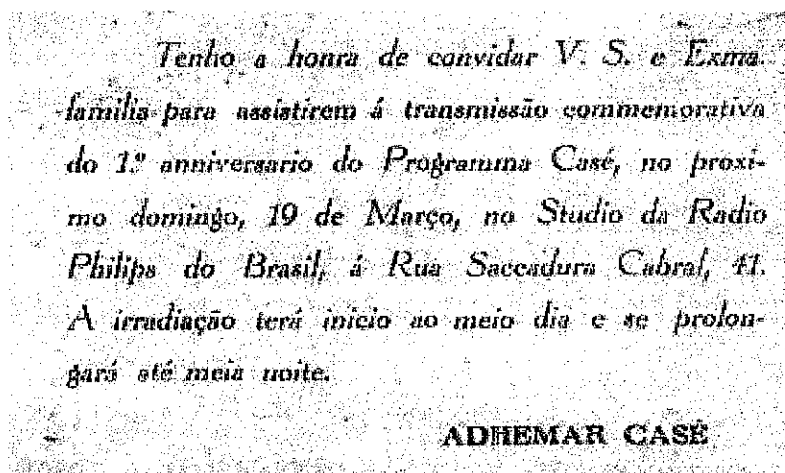 Tenho a honra de convidar V. S. e Exma.
familia para assistirem á transmissão commemorativa
do 1.º anniversario do Programma Casé, no proxi-
mo domingo, 19 de Março, no Studio da Radio
Philips do Brasil, á Rua Saccadura Cabral, 41.
A irradiação terá inicio ao meio dia e se prolon-
gará até meia noite.
ADHEMAR CASÉ